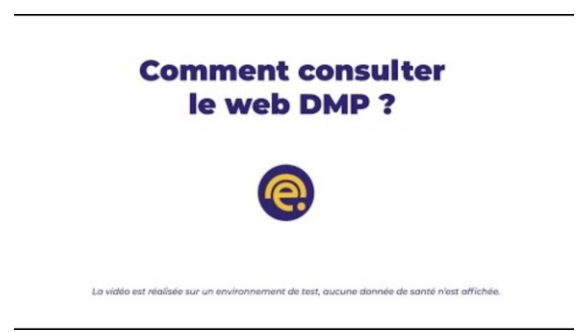 Comment consulter
le web DMP ?
e.
La vidéo est réalisée sur un environnement de test, aucune donnée de santé n'est affichée.